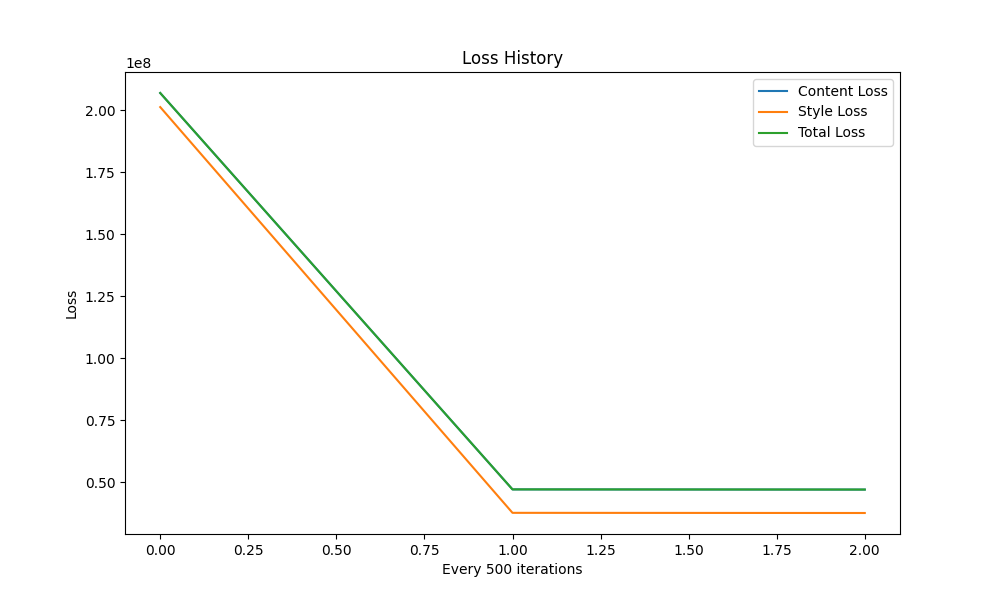 Loss History
1e8
Content Loss
Style Loss
Total Loss
2.00
1.75
1.50
1.25
1.00
0.75
0.50
Loss
0.00 0.25 0.50 0.75 1.00 1.25 1.50 1.75 2.00
Every 500 iterations